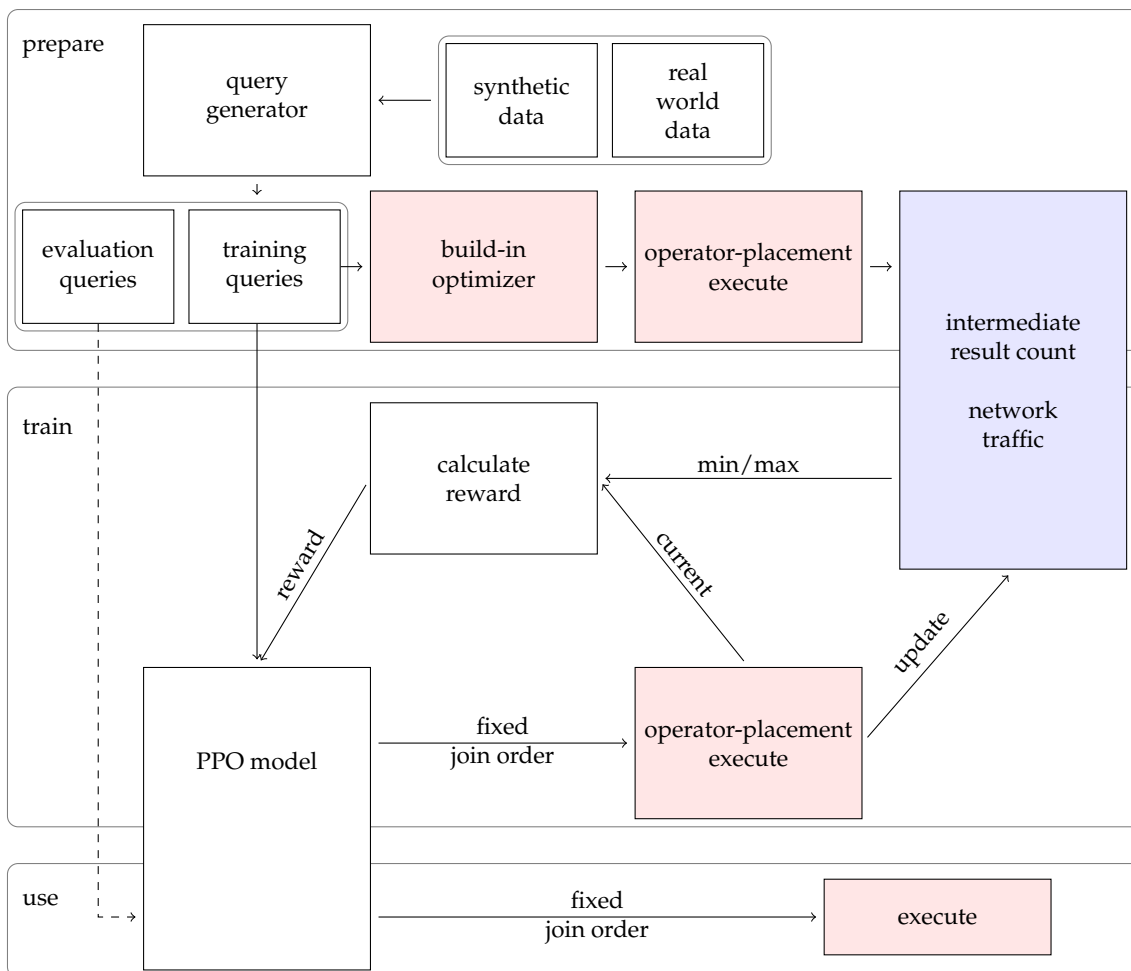 prepare
query
generator
synthetic
data
real
world
data
evaluation
queries
training
queries
build-in
optimizer
operator-placement
execute
intermediate
result count
network
traffic
train
calculate
reward
min/max
reward
current
update
PPO model
fixed
join order
operator-placement
execute
use
fixed
join order
execute